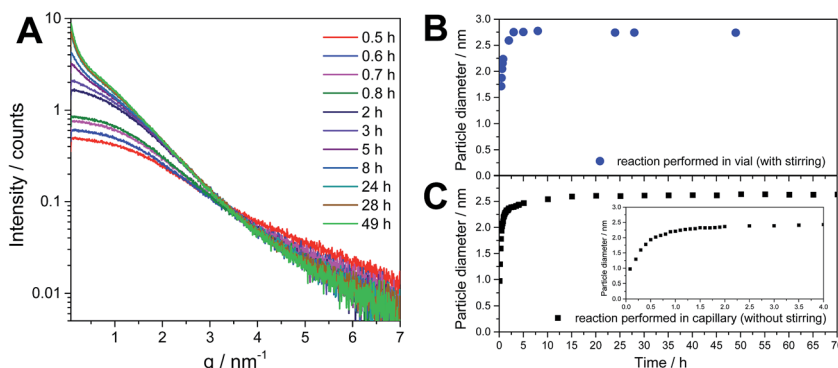 A
Intensity / counts
10
1
0.1
0.01
1
2
3
4
5
6
7
q / nm-1
0.5 h
0.6 h
0.7 h
0.8 h
2 h
3 h
5 h
8 h
24 h
28 h
49 h
B
Particle diameter / nm
3.0
2.5
2.0
1.5
1.0
0.5
0.0
reaction performed in vial (with stirring)
C
Particle diameter / nm
2.5
2.0
1.5
1.0
0.5
0.0
Particle diameter / nm
3.0
2.5
2.0
1.5
1.0
0.5
0.0
0.0 0.5 1.0 1.5 2.0 2.5 3.0 3.5 4.0
reaction performed in capillary (without stirring)
0 5 10 15 20 25 30 35 40 45 50 55 60 65 70
Time / h